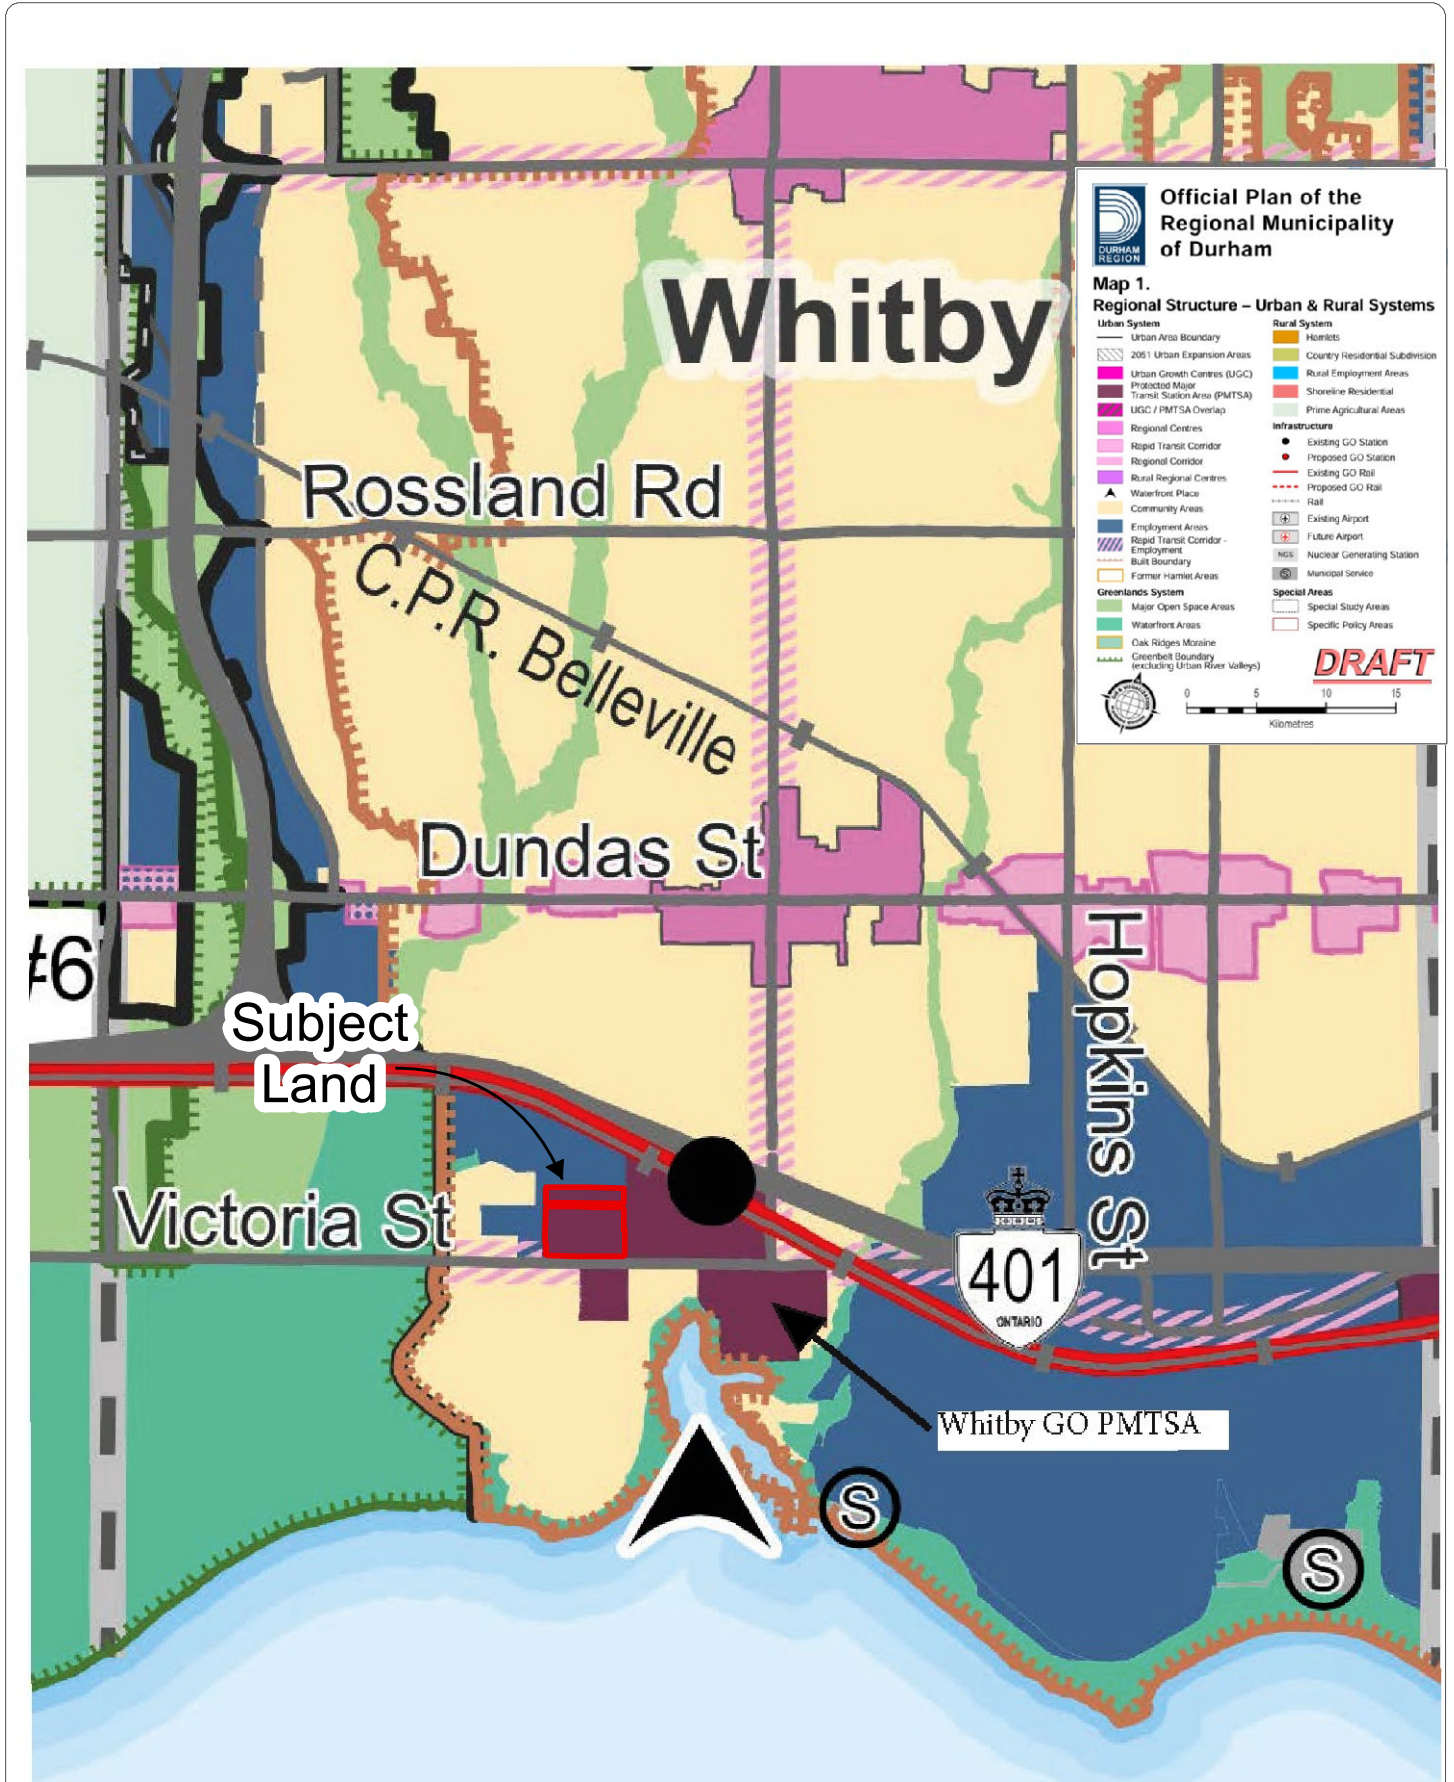 Whitby
Official Plan of the
Regional Municipality
of Durham
DURHAM
REGION
Map 1.
Regional Structure – Urban & Rural Systems
Urban System
Urban Area Boundary
2051 Urban Expansion Areas
Urban Growth Centres (UGC)
Protected Major
Transit Station Area (PMTSA)
UGC / PMTSA Overlap
Regional Centres
Rapid Transit Corridor
Regional Corridor
Rural Regional Centres
Waterfront Place
Community Areas
Employment Areas
Rapid Transit Corridor -
Employment
Built Boundary
Former Hamlet Areas
Greenlands System
Major Open Space Areas
Waterfront Areas
Oak Ridges Moraine
Greenbelt Boundary
(excluding Urban River Valleys)
Rural System
Hamlets
Country Residential Subdivision
Rural Employment Areas
Shoreline Residential
Prime Agricultural Areas
Infrastructure
Existing GO Station
Proposed GO Station
Existing GO Rail
Proposed GO Rail
Rail
Existing Airport
Future Airport
NGS
Nuclear Generating Station
S
Municipal Service
Special Areas
Special Study Areas
Specific Policy Areas
DRAFT
0 5 10 15
Kilometres
Rossland Rd
C.P.R. Belleville
Dundas St
Hopkins St
#6
Subject
Land
Victoria St
401
ONTARIO
Whitby GO PMTSA
S
S